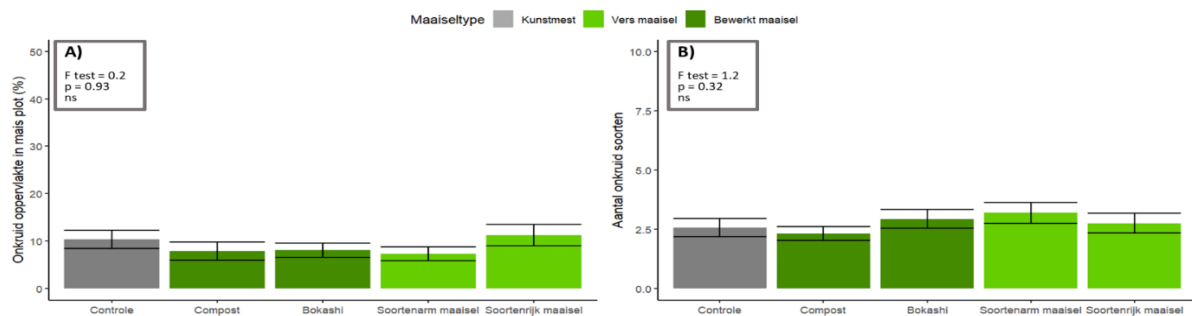 Maaiseltype Kunstmest Vers maaisel Bewerkt maaisel
A)
F test = 0.2
p = 0.93
ns
Onkruid oppervlakte in mais plot (%)
50
40
30
20
10
0
Controle Compost Bokashi Soortenarm maaisel Soortenrijk maaisel
B)
F test = 1.2
p = 0.32
ns
Aantal onkruid soorten
10.0
7.5
5.0
2.5
0.0
Controle Compost Bokashi Soortenarm maaisel Soortenrijk maaisel